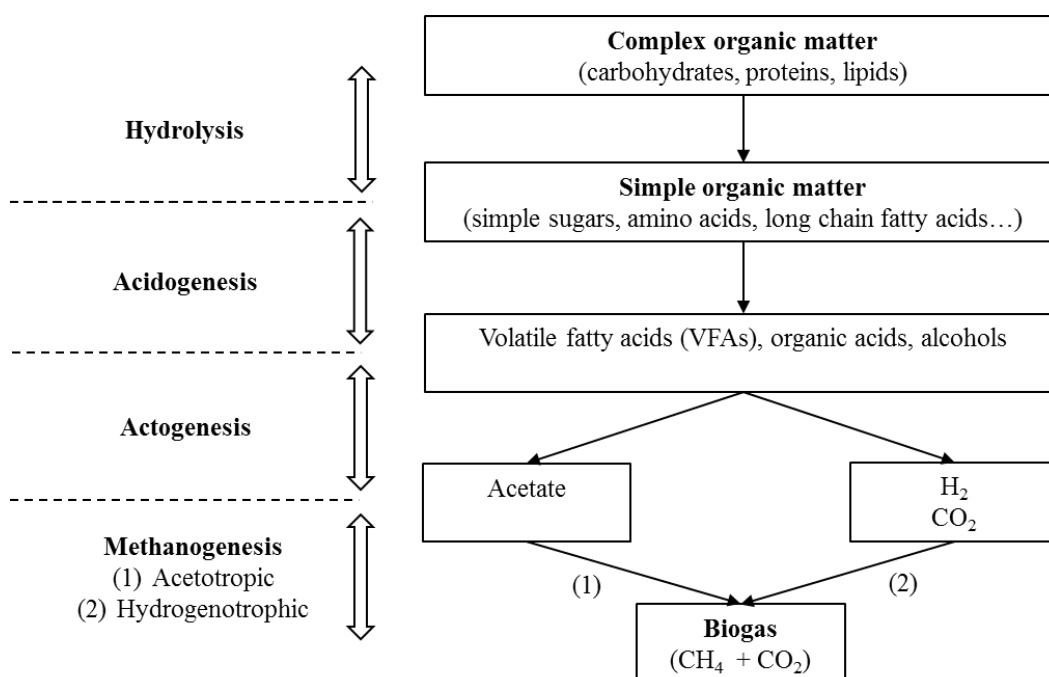 Complex organic matter
(carbohydrates, proteins, lipids)
Hydrolysis
Simple organic matter
(simple sugars, amino acids, long chain fatty acids…)
Acidogenesis
Volatile fatty acids (VFAs), organic acids, alcohols
Actogenesis
Acetate
H₂
CO₂
Methanogenesis
(1) Acetotropic
(2) Hydrogenotrophic
(1)
(2)
Biogas
(CH₄ + CO₂)